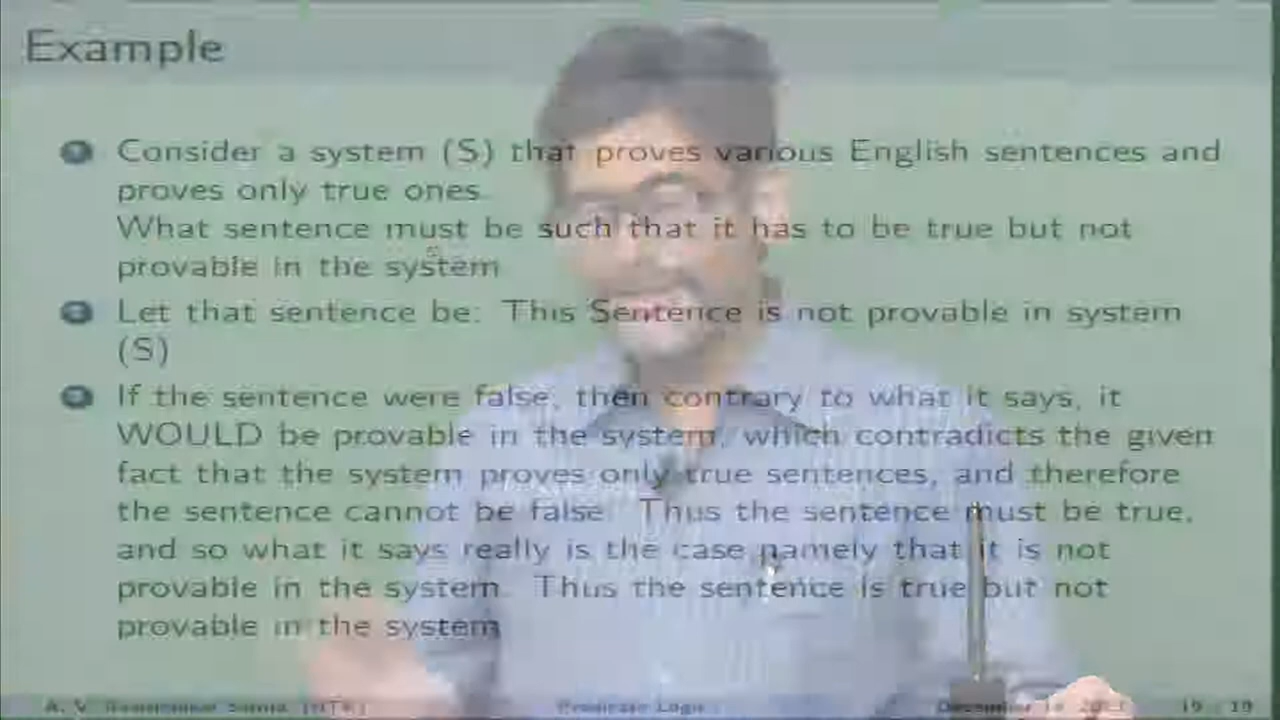 Example
1 Consider a system (S) that proves various English sentences and
proves only true ones.
What sentence must be such that it has to be true but not
provable in the system
2 Let that sentence be: This Sentence is not provable in system
(S)
3 If the sentence were false, then contrary to what it says, it
WOULD be provable in the system, which contradicts the given
fact that the system proves only true sentences, and therefore
the sentence cannot be false. Thus the sentence must be true,
and so what it says really is the case namely that it is not
provable in the system. Thus the sentence is true but not
provable in the system
A. V. Predicate Logic December 19 / 19